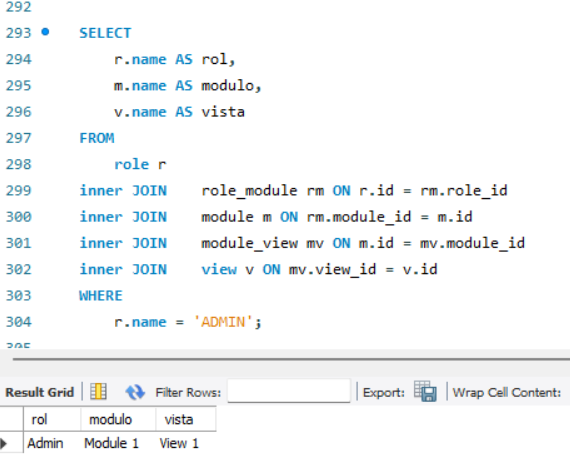 292
293 SELECT
294 r.name AS rol,
295 m.name AS modulo,
296 v.name AS vista
297 FROM
298 role r
299 inner JOIN role_module rm ON r.id = rm.role_id
300 inner JOIN module m ON rm.module_id = m.id
301 inner JOIN module_view mv ON m.id = mv.module_id
302 inner JOIN view v ON mv.view_id = v.id
303 WHERE
304 r.name = 'ADMIN';
305
Result Grid Filter Rows: Export: Wrap Cell Content:
rol modulo vista
Admin Module 1 View 1